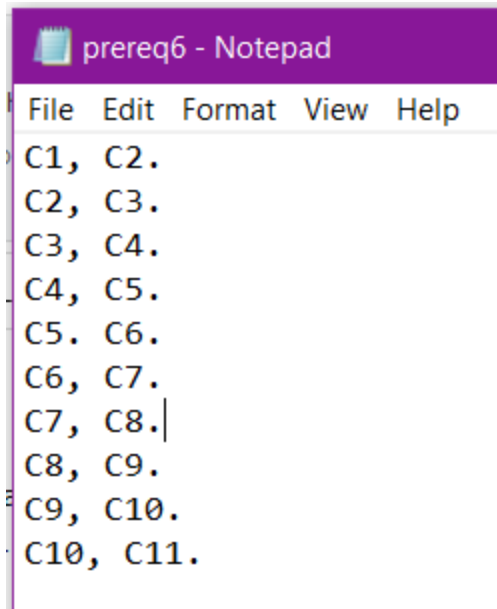 prereq6 - Notepad
File Edit Format View Help
C1, C2.
C2, C3.
C3, C4.
C4, C5.
C5. C6.
C6, C7.
C7, C8.
C8, C9.
C9, C10.
C10, C11.